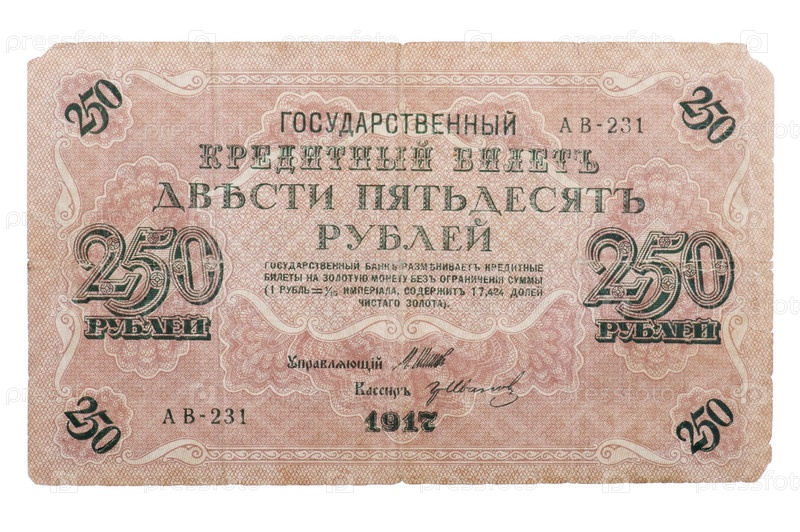 250 250
ГОСУДАРСТВЕННЫЙ АВ-231
КРЕДИТНЫЙ БИЛЕТЪ
ДВѢСТИ ПЯТЬДЕСЯТЪ
РУБЛЕЙ
250 РУБЛЕЙ
ГОСУДАРСТВЕННЫЙ БАНКЪ РАЗМѢНИВАЕТЪ КРЕДИТНЫЕ
БИЛЕТЫ НА ЗОЛОТУЮ МОНЕТУ БЕЗЪ ОГРАНИЧЕНІЯ СУММЫ
(1 РУБЛЬ = 1/15 ИМПЕРІАЛА, СОДЕРЖИТЪ 17,424 ДОЛЕЙ
ЧИСТАГО ЗОЛОТА).
250 РУБЛЕЙ
Управляющій
Кассиръ
АВ-231 1917
250 250
pressfoto